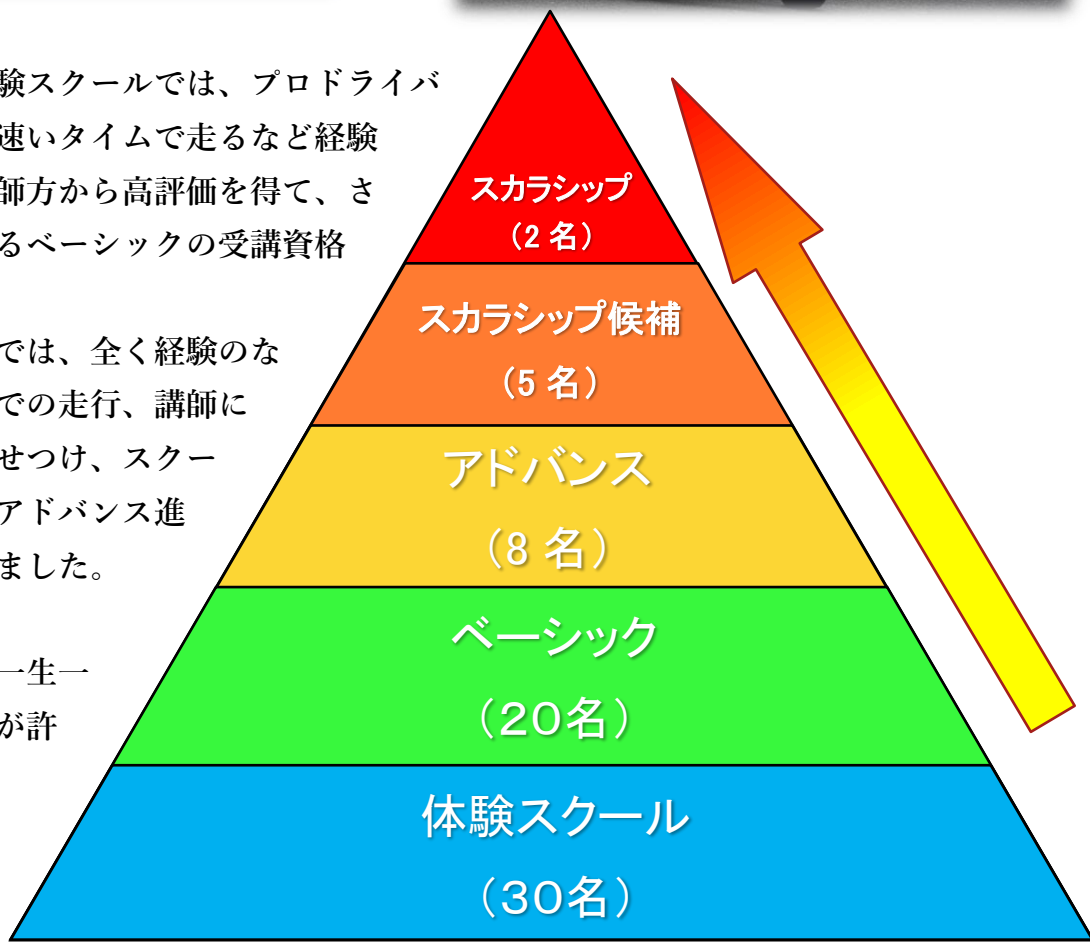 験スクールでは、プロドライバ
速いタイムで走るなど経験
師方から高評価を得て、さ
るベーシックの受講資格
では、全く経験のな
での走行、講師に
せつけ、スクー
アドバンス進
ました。
一生一
が許
スカラシップ
（2 名）
スカラシップ候補
（5 名）
アドバンス
（8 名）
ベーシック
（20名）
体験スクール
（30名）